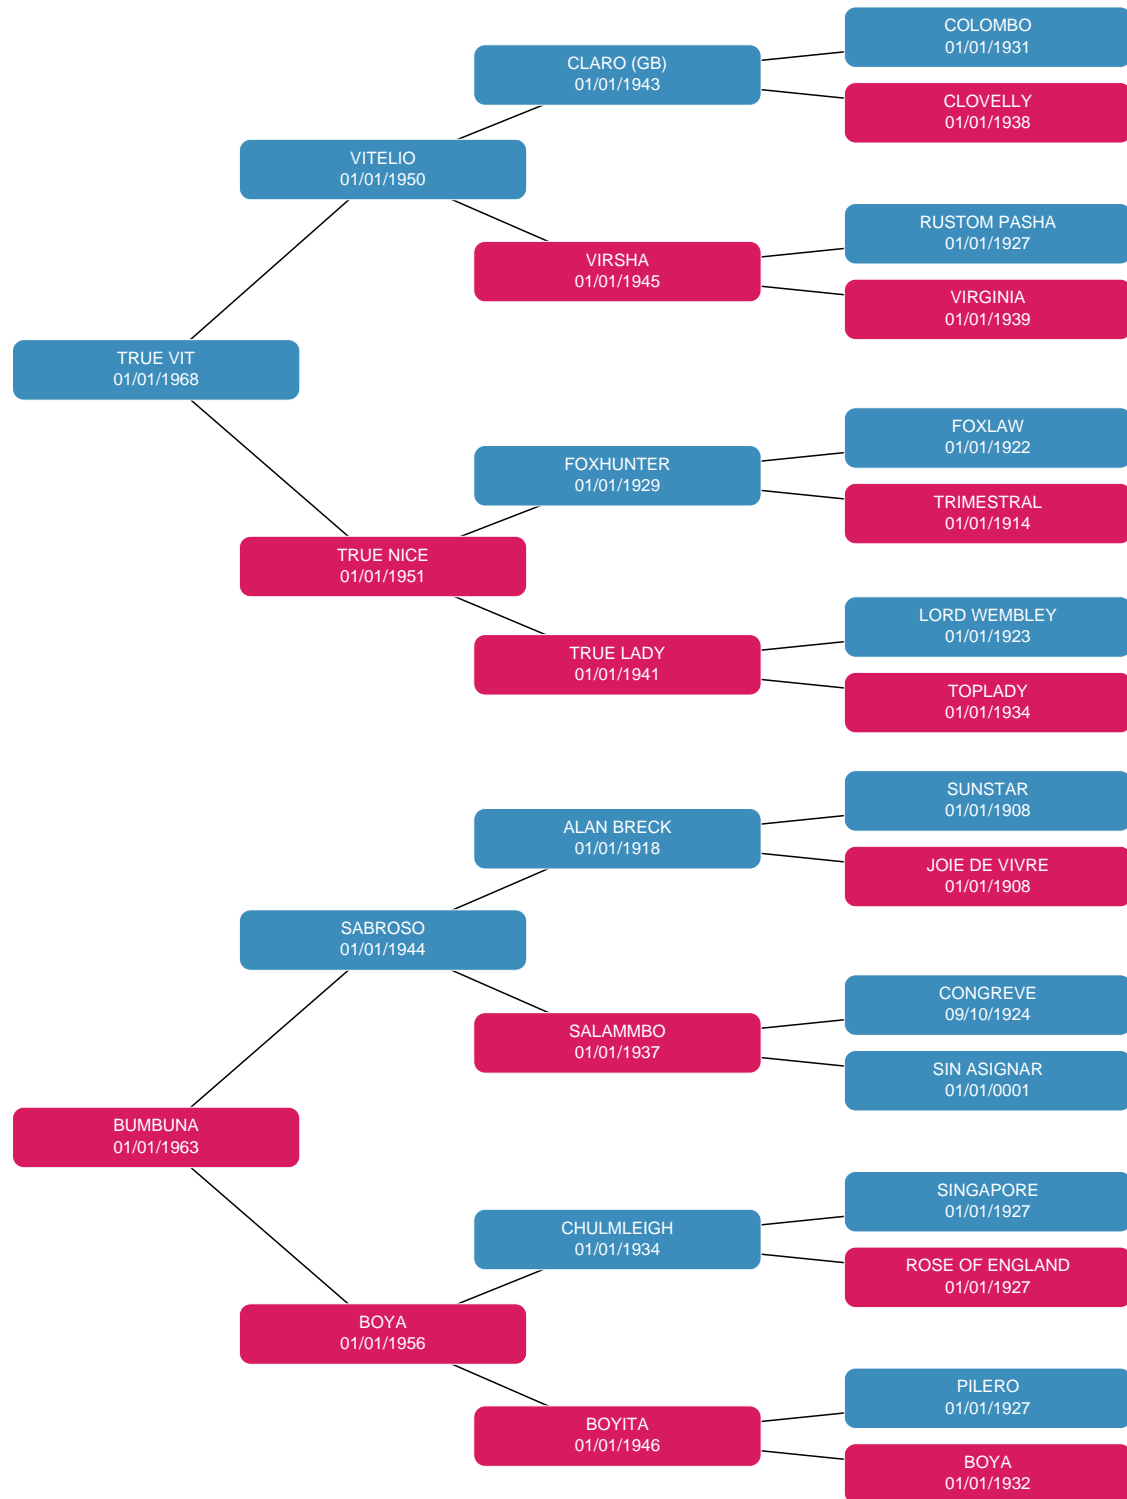 COLOMBO
01/01/1931
CLARO (GB)
01/01/1943
CLOVELLY
01/01/1938
VITELIO
01/01/1950
RUSTOM PASHA
01/01/1927
VIRSHA
01/01/1945
VIRGINIA
01/01/1939
TRUE VIT
01/01/1968
FOXLAW
01/01/1922
FOXHUNTER
01/01/1929
TRIMESTRAL
01/01/1914
TRUE NICE
01/01/1951
LORD WEMBLEY
01/01/1923
TRUE LADY
01/01/1941
TOPLADY
01/01/1934
SUNSTAR
01/01/1908
ALAN BRECK
01/01/1918
JOIE DE VIVRE
01/01/1908
SABROSO
01/01/1944
CONGREVE
09/10/1924
SALAMMBO
01/01/1937
SIN ASIGNAR
01/01/0001
BUMBUNA
01/01/1963
SINGAPORE
01/01/1927
CHULMLEIGH
01/01/1934
ROSE OF ENGLAND
01/01/1927
BOYA
01/01/1956
PILERO
01/01/1927
BOYITA
01/01/1946
BOYA
01/01/1932